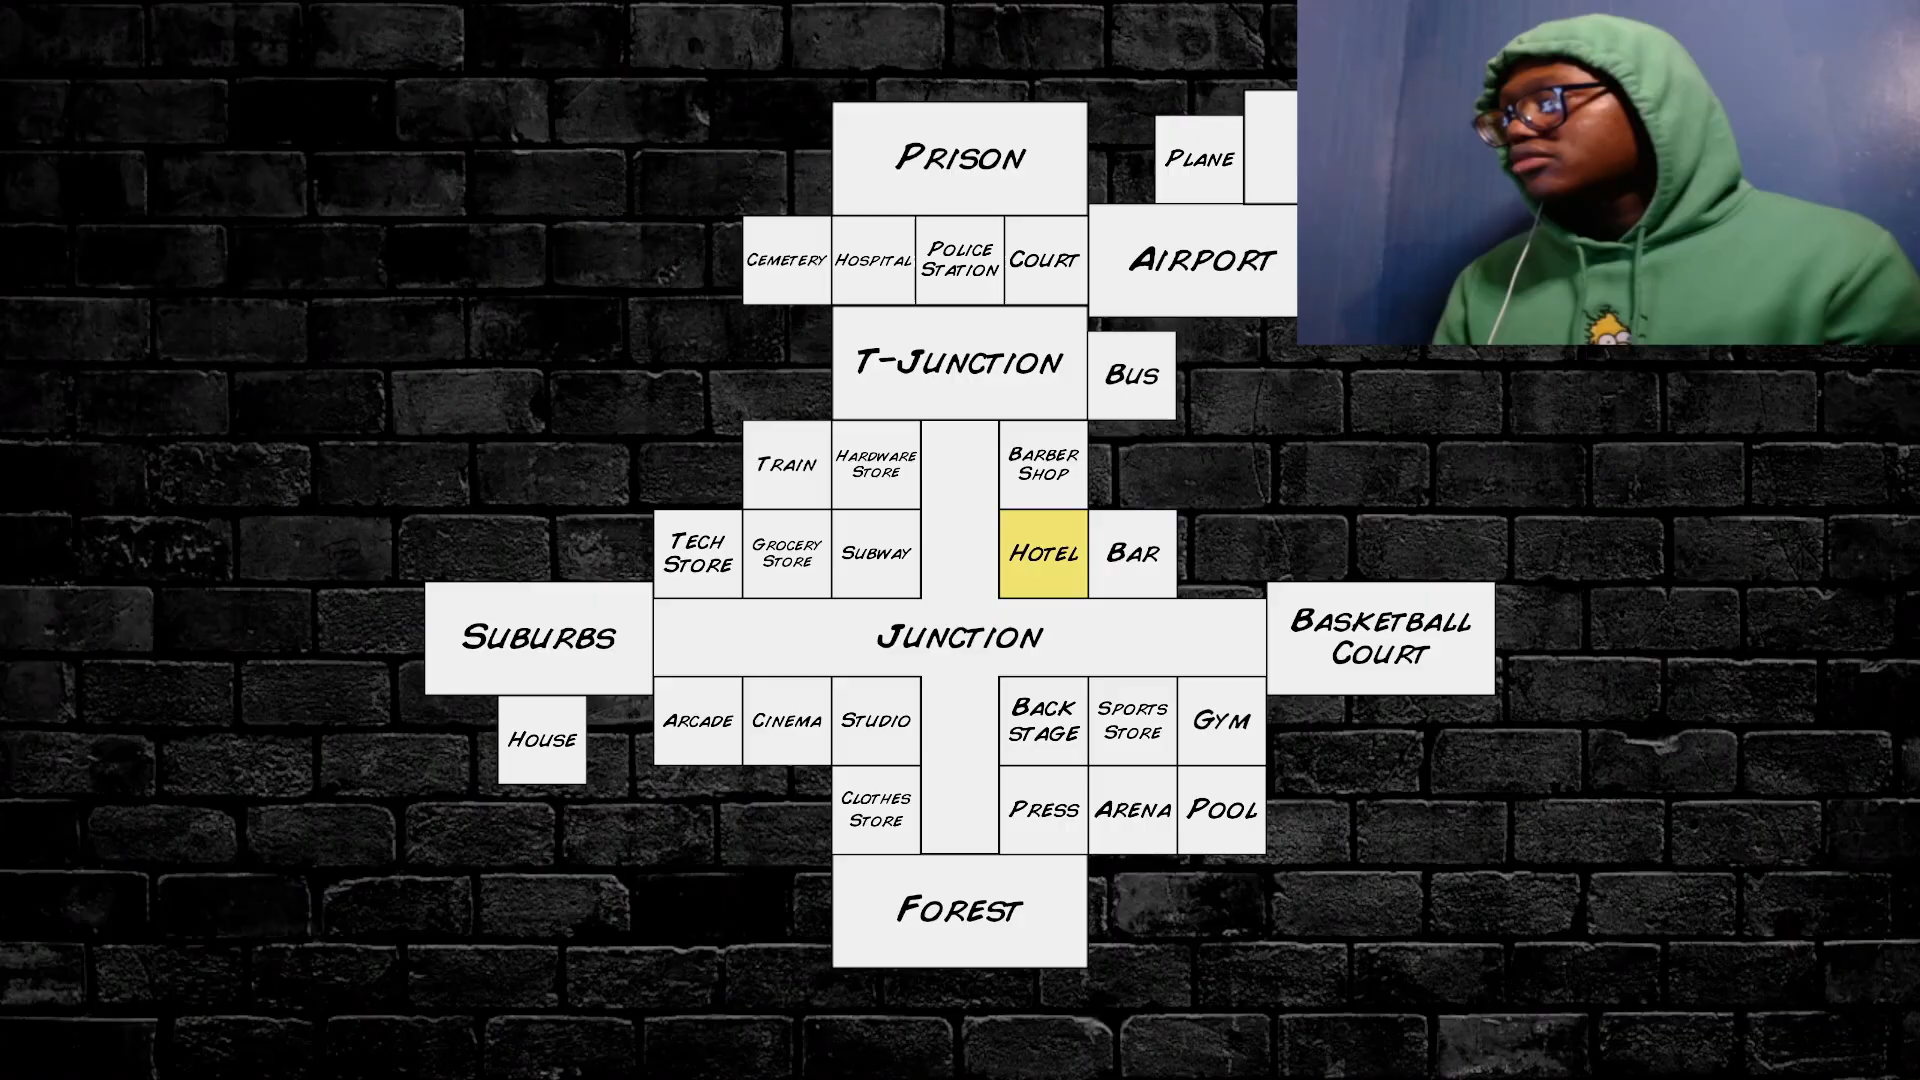 PRISON
PLANE
CEMETERY
HOSPITAL
POLICE
STATION
COURT
AIRPORT
T-JUNCTION
BUS
TRAIN
HARDWARE
STORE
BARBER
SHOP
TECH
STORE
GROCERY
STORE
SUBWAY
HOTEL
BAR
SUBURBS
JUNCTION
BASKETBALL
COURT
HOUSE
ARCADE
CINEMA
STUDIO
BACK
STAGE
SPORTS
STORE
GYM
CLOTHES
STORE
PRESS
ARENA
POOL
FOREST